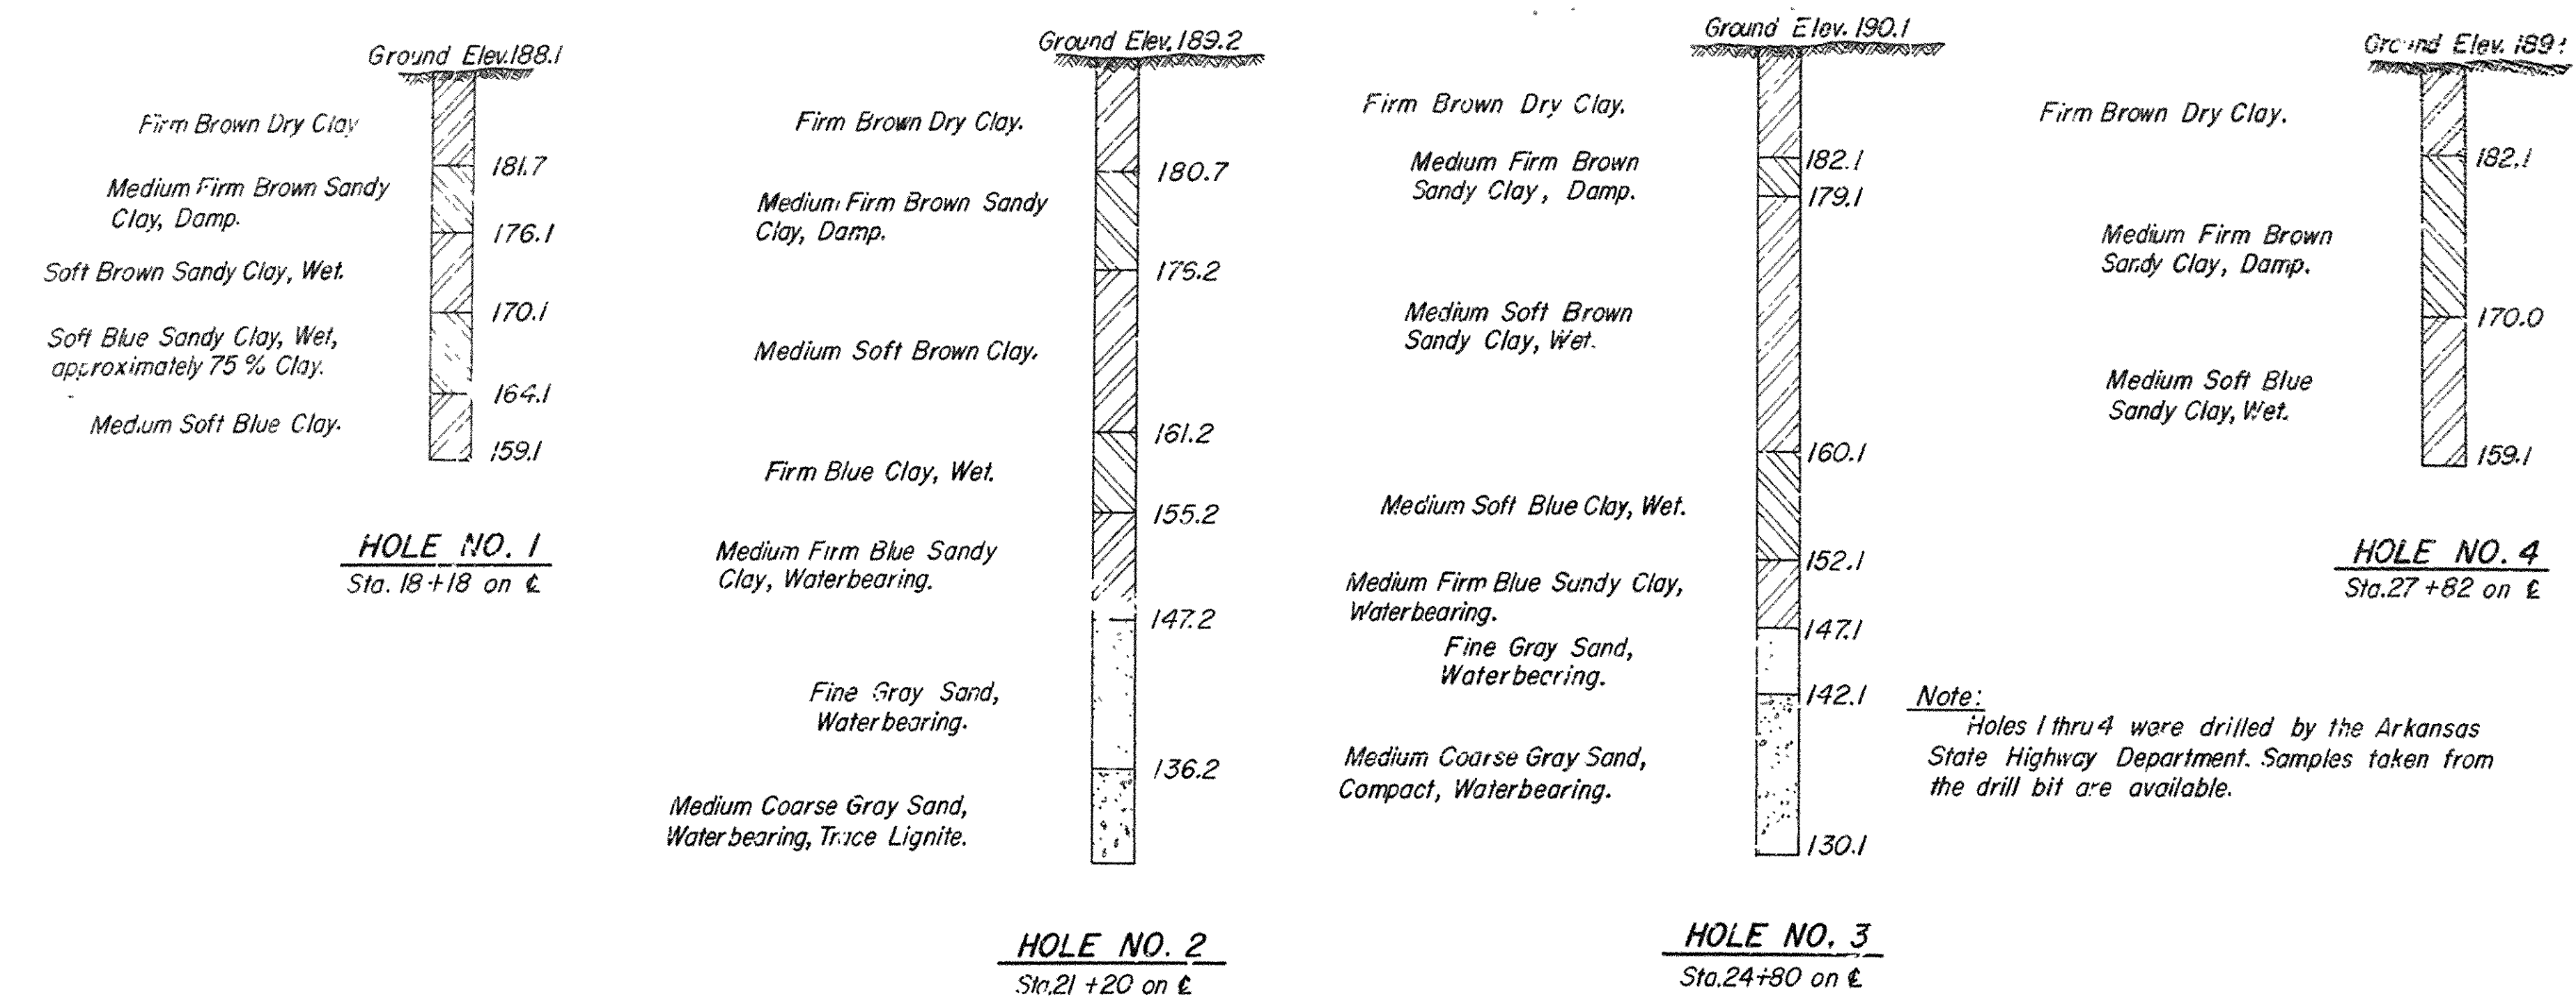 Ground Elev. 188.1
Firm Brown Dry Clay
181.7
Medium Firm Brown Sandy
Clay, Damp.
176.1
Soft Brown Sandy Clay, Wet.
170.1
Soft Blue Sandy Clay, Wet,
approximately 75 % Clay.
164.1
Medium Soft Blue Clay.
159.1
HOLE NO. 1
Sta. 18+18 on ℄
Ground Elev. 189.2
Firm Brown Dry Clay.
180.7
Medium Firm Brown Sandy
Clay, Damp.
173.2
Medium Soft Brown Clay.
161.2
Firm Blue Clay, Wet.
155.2
Medium Firm Blue Sandy
Clay, Waterbearing.
147.2
Fine Gray Sand,
Waterbearing.
136.2
Medium Coarse Gray Sand,
Waterbearing, Trace Lignite.
HOLE NO. 2
Sta. 21+20 on ℄
Ground Elev. 190.1
Firm Brown Dry Clay.
182.1
Medium Firm Brown
Sandy Clay, Damp.
179.1
Medium Soft Brown
Sandy Clay, Wet.
160.1
Medium Soft Blue Clay, Wet.
152.1
Medium Firm Blue Sandy Clay,
Waterbearing.
147.1
Fine Gray Sand,
Waterbearing.
142.1
Medium Coarse Gray Sand,
Compact, Waterbearing.
130.1
HOLE NO. 3
Sta. 24+80 on ℄
Ground Elev.
Firm Brown Dry Clay.
182.1
Medium Firm Brown
Sandy Clay, Damp.
170.0
Medium Soft Blue
Sandy Clay, Wet.
159.1
HOLE NO. 4
Sta. 27+82 on ℄
Note:
Holes 1 thru 4 were drilled by the Arkansas
State Highway Department. Samples taken from
the drill bit are available.